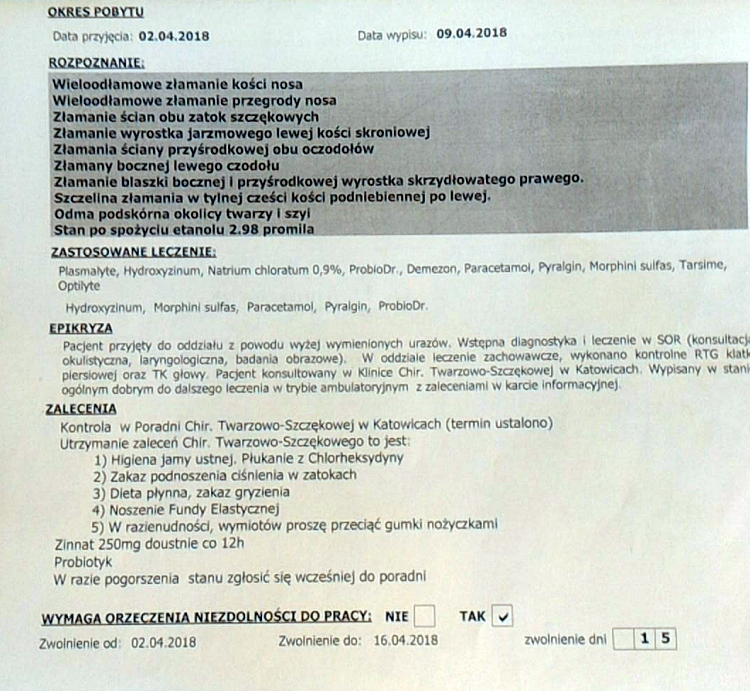 OKRES POBYTU
Data przyjęcia: 02.04.2018 Data wypisu: 09.04.2018
ROZPOZNANIE:
Wieloodłamowe złamanie kości nosa
Wieloodłamowe złamanie przegrody nosa
Złamanie ścian obu zatok szczękowych
Złamanie wyrostka jarzmowego lewej kości skroniowej
Złamania ściany przyśrodkowej obu oczodołów
Złamany bocznej lewego czodołu
Złamanie blaszki bocznej i przyśrodkowej wyrostka skrzydłowatego prawego.
Szczelina złamania w tylnej cześci kości podniebiennej po lewej.
Odma podskórna okolicy twarzy i szyi
Stan po spożyciu etanolu 2.98 promila
ZASTOSOWANE LECZENIE:
Plasmalyte, Hydroxyzinum, Natrium chloratum 0,9%, ProbioDr., Demezon, Paracetamol, Pyralgin, Morphini sulfas, Tarsime,
Optilyte
Hydroxyzinum, Morphini sulfas, Paracetamol, Pyralgin, ProbioDr.
EPIKRYZA
Pacjent przyjęty do oddziału z powodu wyżej wymienionych urazów. Wstępna diagnostyka i leczenie w SOR (konsultacja
okulistyczna, laryngologiczna, badania obrazowe). W oddziale leczenie zachowawcze, wykonano kontrolne RTG klatk
piersiowej oraz TK głowy. Pacjent konsultowany w Klinice Chir. Twarzowo-Szczękowej w Katowicach. Wypisany w stani
ogólnym dobrym do dalszego leczenia w trybie ambulatoryjnym z zaleceniami w karcie informacyjnej.
ZALECENIA
Kontrola w Poradni Chir. Twarzowo-Szczękowej w Katowicach (termin ustalono)
Utrzymanie zaleceń Chir. Twarzowo-Szczękowego to jest:
1) Higiena jamy ustnej. Płukanie z Chlorheksydyny
2) Zakaz podnoszenia ciśnienia w zatokach
3) Dieta płynna, zakaz gryzienia
4) Noszenie Fundy Elastycznej
5) W razienudności, wymiotów proszę przeciąć gumki nożyczkami
Zinnat 250mg doustnie co 12h
Probiotyk
W razie pogorszenia stanu zgłosić się wcześniej do poradni
WYMAGA ORZECZENIA NIEZDOLNOŚCI DO PRACY: NIE TAK ✓
Zwolnienie od: 02.04.2018 Zwolnienie do: 16.04.2018 zwolnienie dni 1 5